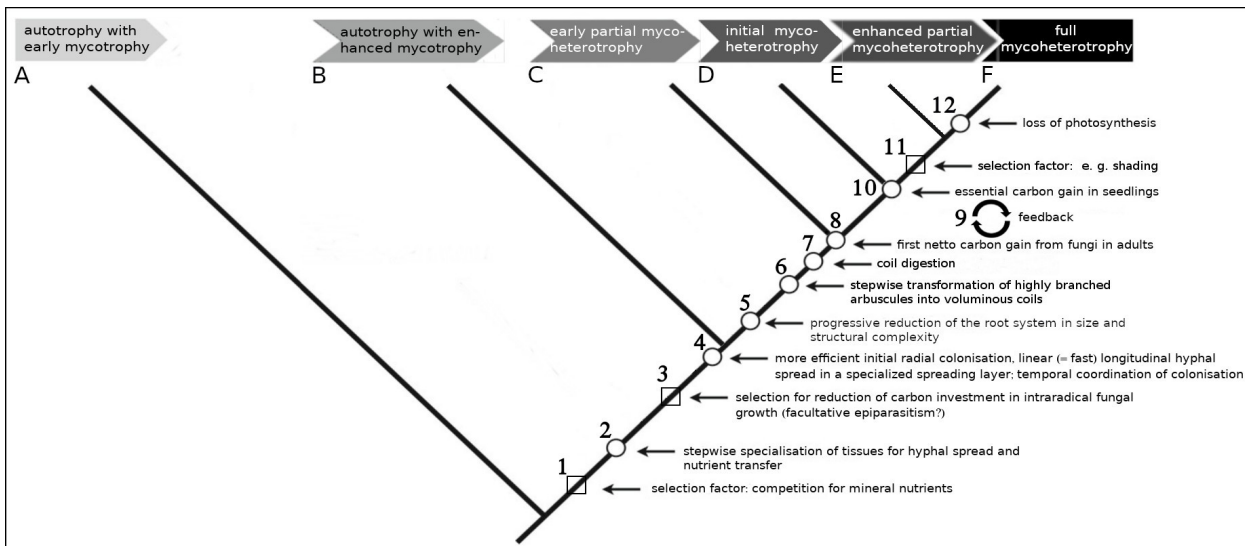 autotrophy with
early mycotrophy
autotrophy with en-
hanced mycotrophy
early partial myco-
heterotrophy
initial myco-
heterotrophy
enhanced partial
mycoheterotrophy
full
mycoheterotrophy
A
B
C
D
E
F
12
loss of photosynthesis
11
selection factor: e. g. shading
10
essential carbon gain in seedlings
9
feedback
8
first netto carbon gain from fungi in adults
7
coil digestion
6
stepwise transformation of highly branched
arbuscules into voluminous coils
5
progressive reduction of the root system in size and
structural complexity
4
more efficient initial radial colonisation, linear (= fast) longitudinal hyphal
spread in a specialized spreading layer; temporal coordination of colonisation
3
selection for reduction of carbon investment in intraradical fungal
growth (facultative epiparasitism?)
2
stepwise specialisation of tissues for hyphal spread and
nutrient transfer
1
selection factor: competition for mineral nutrients